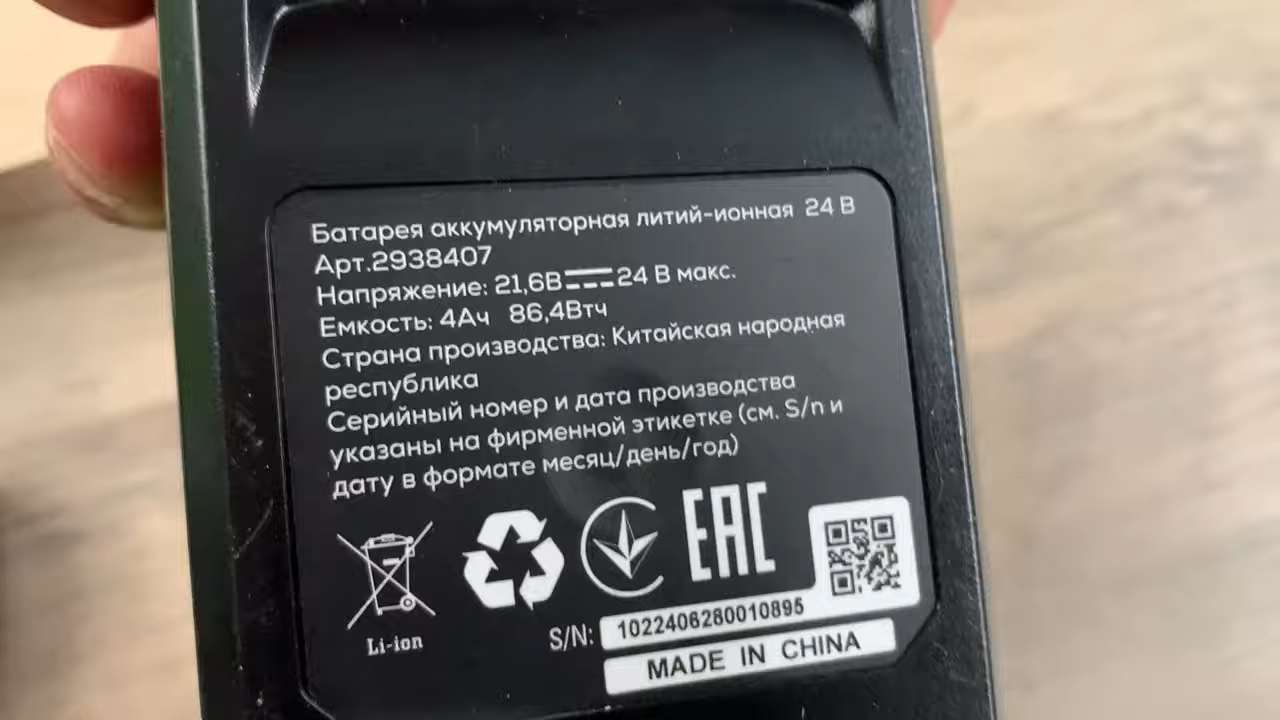 Батарея аккумуляторная литий-ионная 24 В
Арт.2938407
Напряжение: 21,6В 24 В макс.
Емкость: 4Ач 86,4Втч
Страна производства: Китайская народная
республика
Серийный номер и дата производства
указаны на фирменной этикетке (см. S/n и
дату в формате месяц/день/год)
EAC
Li-ion
S/N: 1022406280010895
MADE IN CHINA